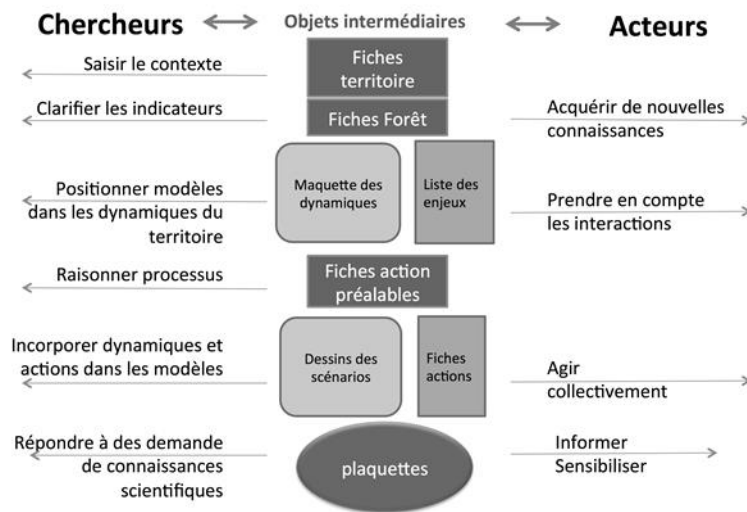 Chercheurs
Objets intermédiaires
Acteurs
Saisir le contexte
Fiches
territoire
Clarifier les indicateurs
Fiches Forêt
Acquérir de nouvelles
connaissances
Positionner modèles
dans les dynamiques du
territoire
Maquette des
dynamiques
Liste des
enjeux
Prendre en compte
les interactions
Raisonner processus
Fiches action
préalables
Incorporer dynamiques et
actions dans les modèles
Dessins des
scénarios
Fiches
actions
Agir
collectivement
Répondre à des demande
de connaissances
scientifiques
plaquettes
Informer
Sensibiliser